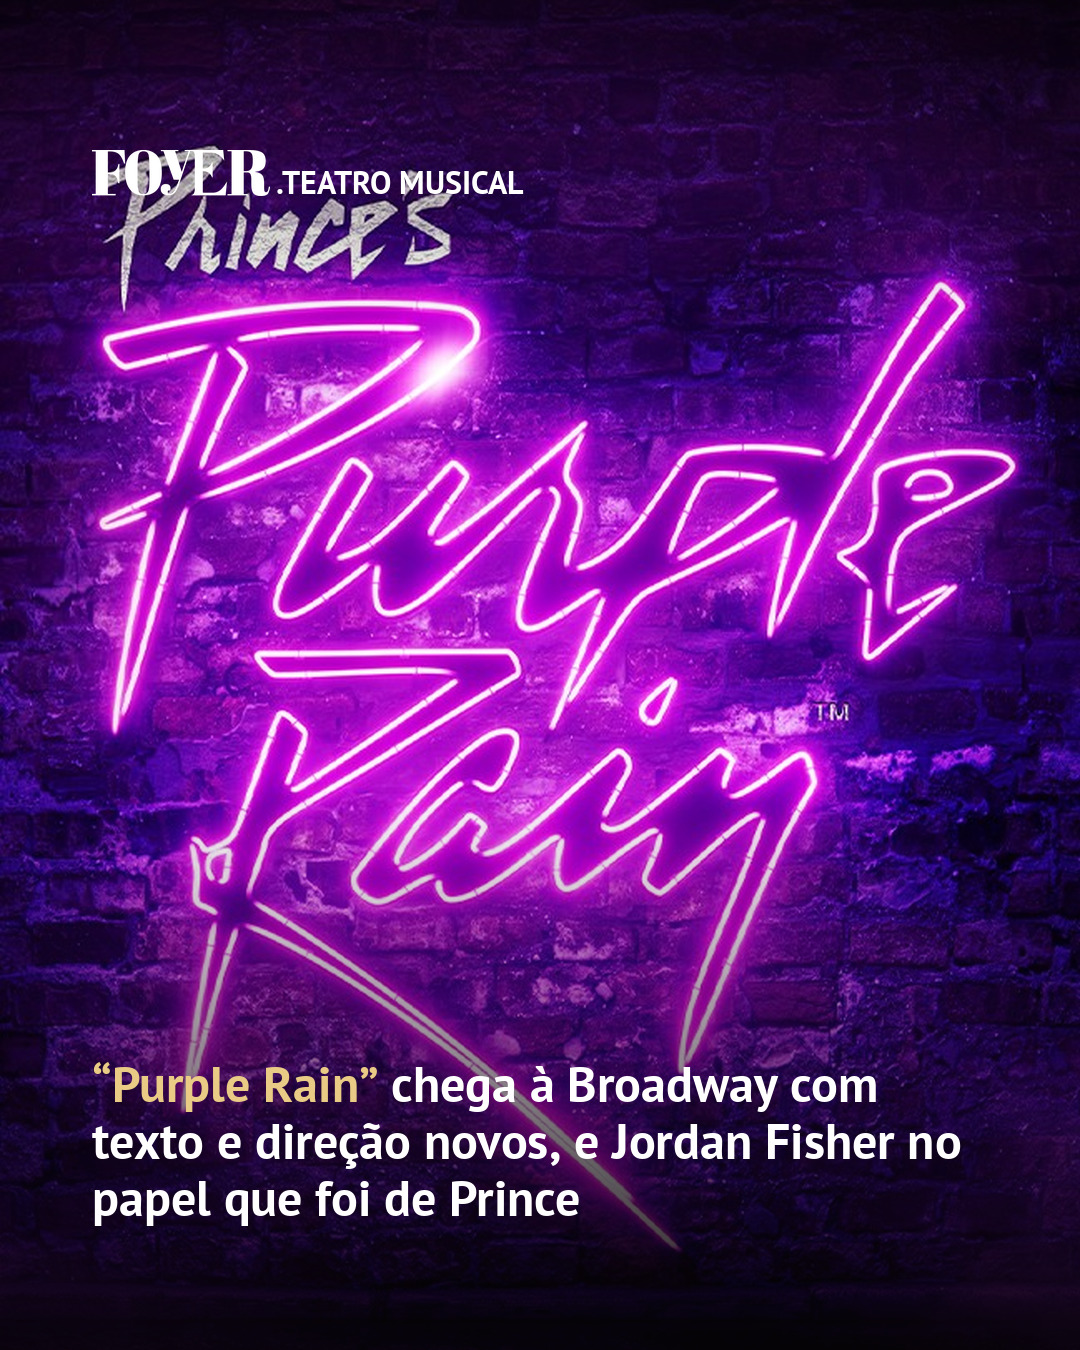 FOYER .TEATRO MUSICAL
Prince's
Purple
Rain
TM
“Purple Rain” chega à Broadway com
texto e direção novos, e Jordan Fisher no
papel que foi de Prince